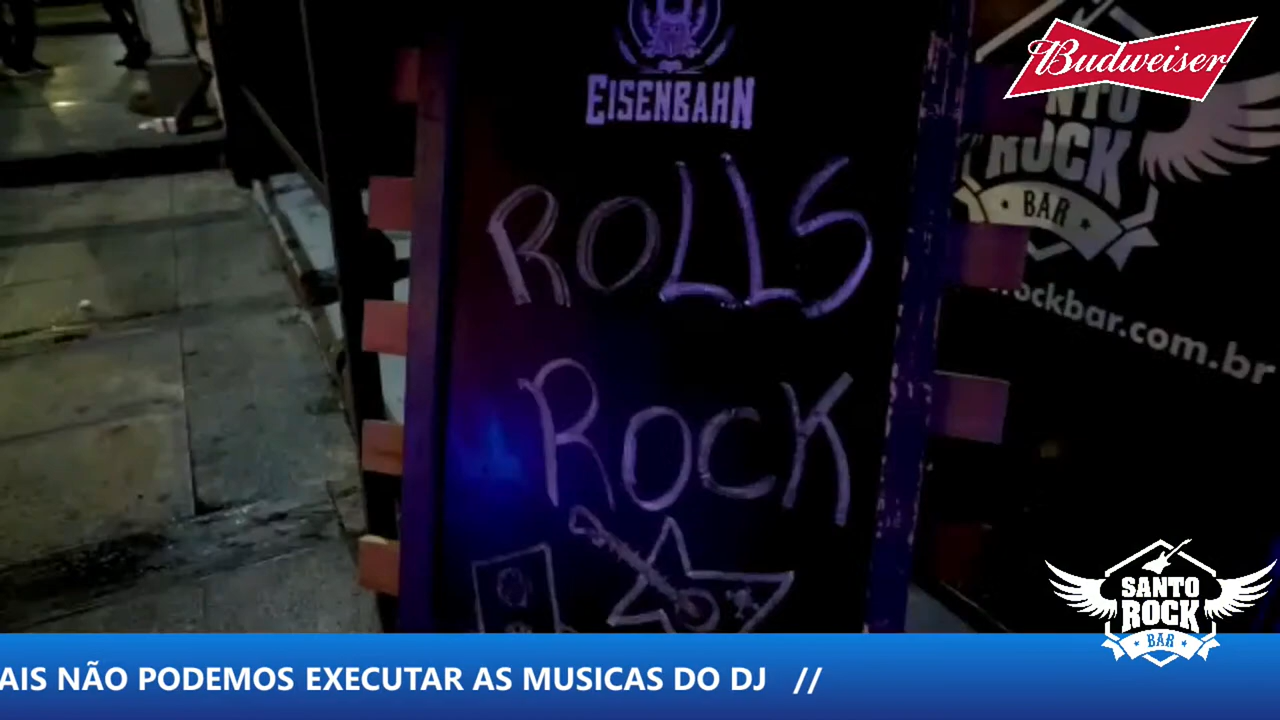 Budweiser
EISENBAHN
ROLLS
ROCK
NTO
ROCK
BAR
rockbar.com.br
SANTO
ROCK
BAR
AIS NÃO PODEMOS EXECUTAR AS MUSICAS DO DJ //